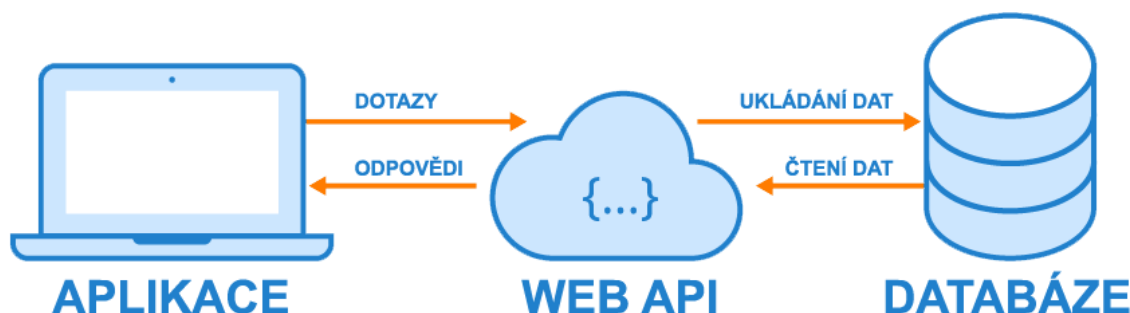 DOTAZY
ODPOVĚDI
{...}
UKLÁDÁNÍ DAT
ČTENÍ DAT
APLIKACE
WEB API
DATABÁZE